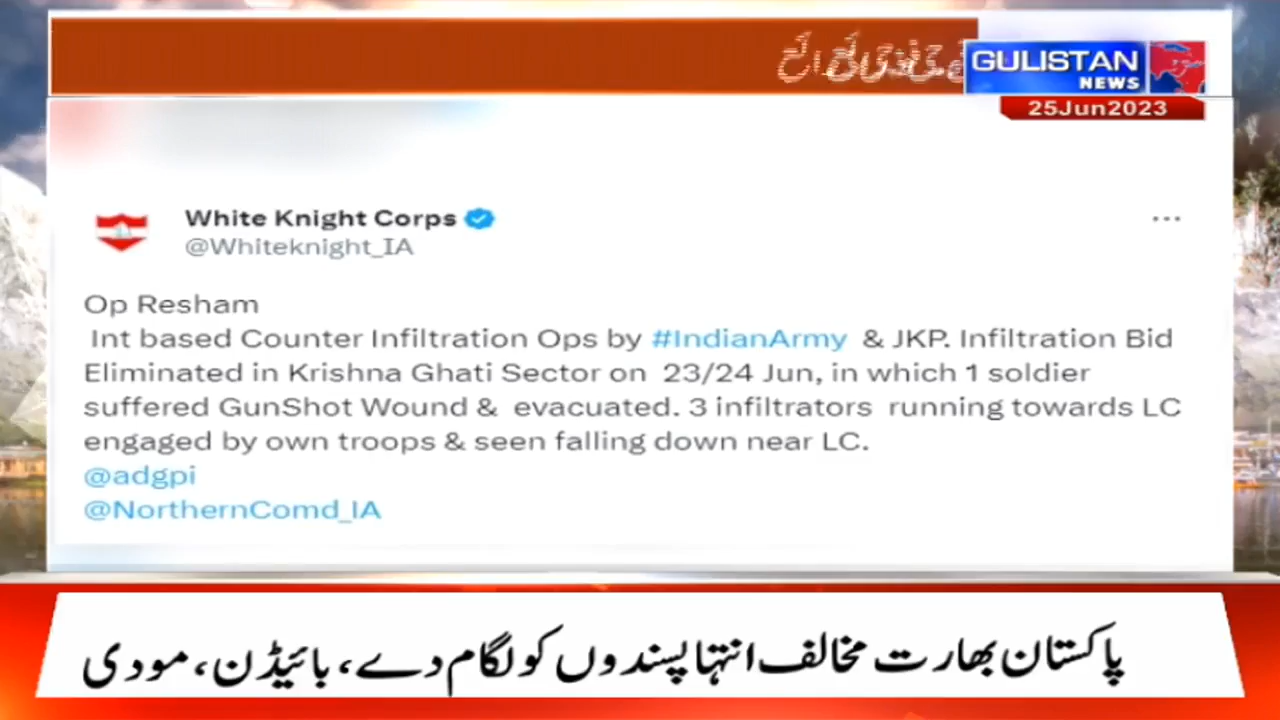 GULISTAN
NEWS
25Jun2023
White Knight Corps
@Whiteknight_IA
Op Resham
Int based Counter Infiltration Ops by #IndianArmy & JKP. Infiltration Bid
Eliminated in Krishna Ghati Sector on 23/24 Jun, in which 1 soldier
suffered GunShot Wound & evacuated. 3 infiltrators running towards LC
engaged by own troops & seen falling down near LC.
@adgpi
@NorthernComd_IA
پاکستان بھارت مخالف انتہا پسندوں کو لگام دے، بائیڈن، مودی